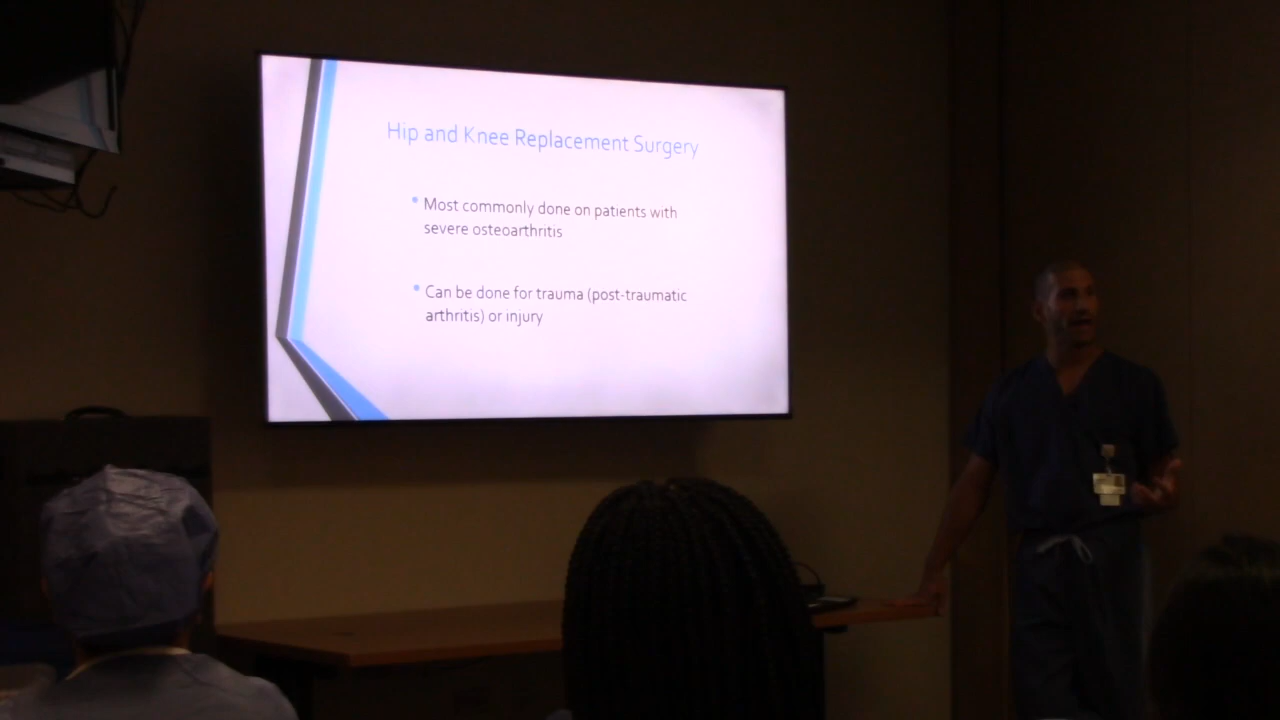 Hip and Knee Replacement Surgery
• Most commonly done on patients with
severe osteoarthritis
• Can be done for trauma (post-traumatic
arthritis) or injury